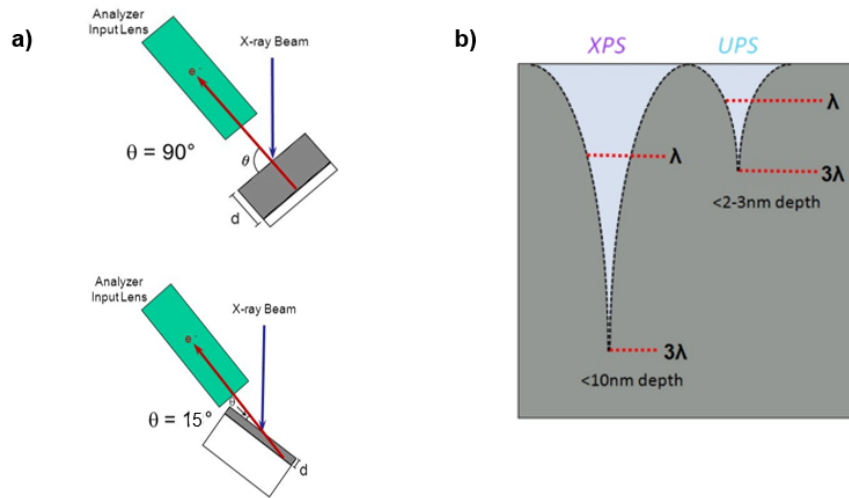 a)
Analyzer
Input Lens
X-ray Beam
e-
θ = 90°
θ
d
Analyzer
Input Lens
X-ray Beam
e-
θ = 15°
θ
d
b)
XPS
UPS
λ
λ
3λ
<2-3nm depth
3λ
<10nm depth